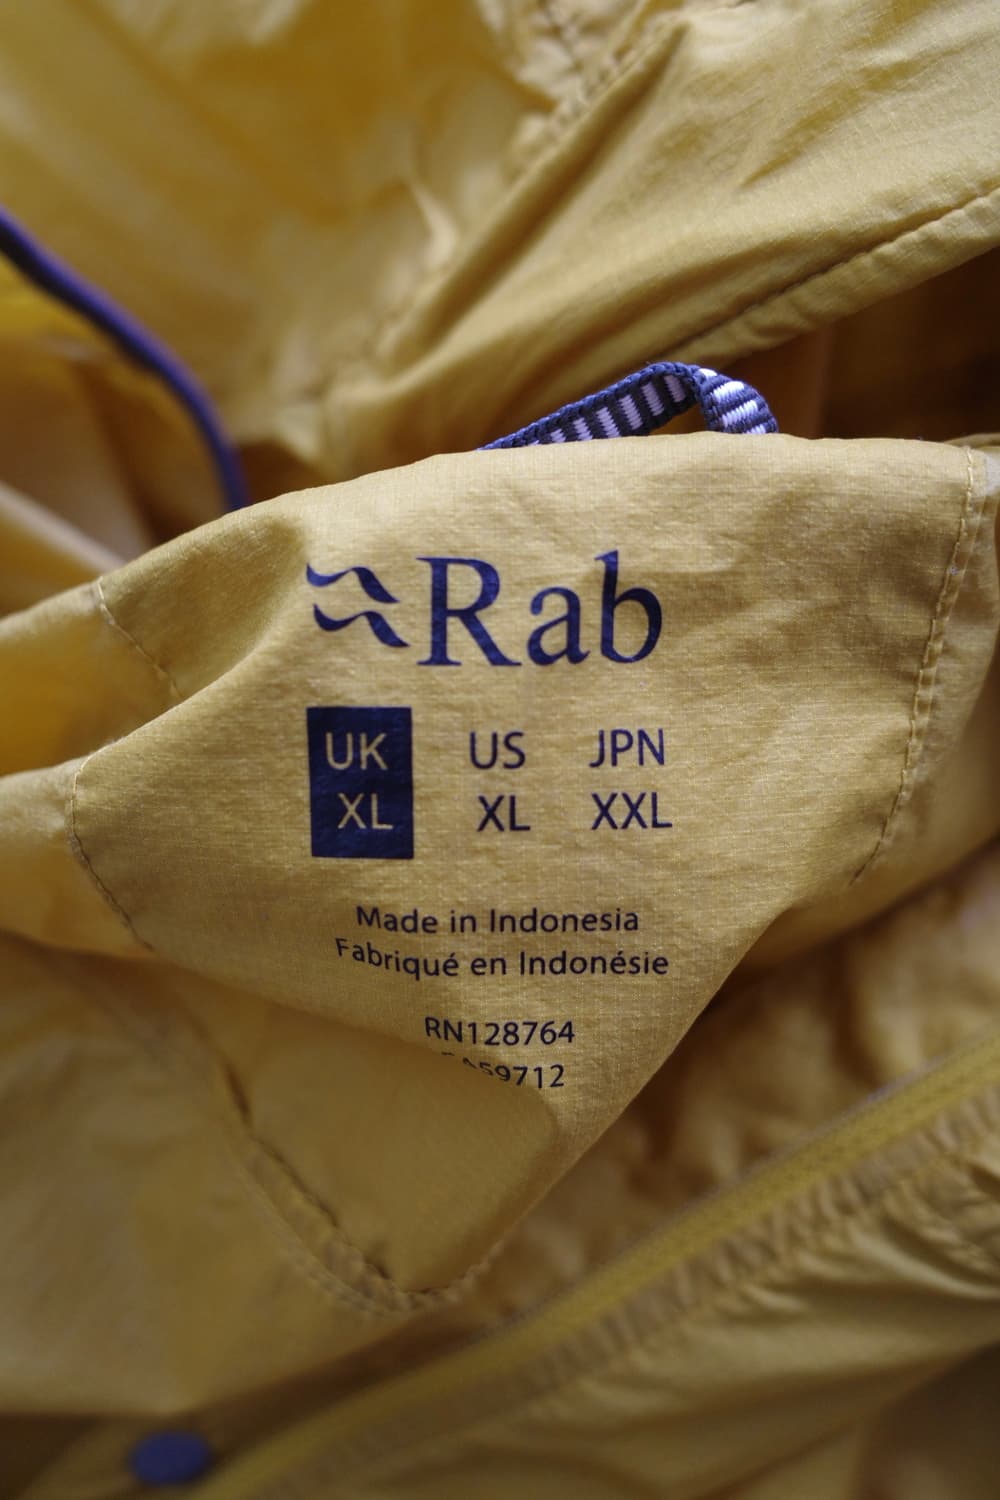 Rab
UK US JPN
XL XL XXL
Made in Indonesia
Fabriqué en Indonésie
RN128764